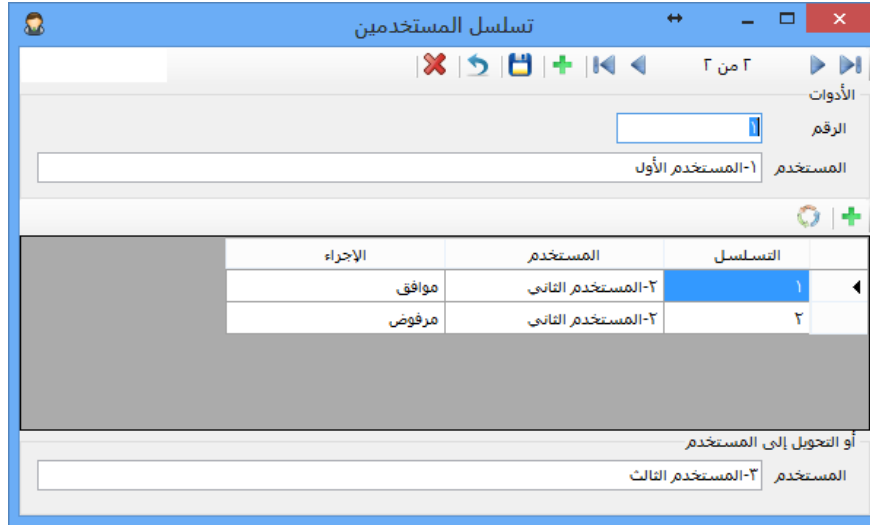 تسلسل المستخدمين
٢ من ٢
الأدوات
الرقم ١
المستخدم ١-المستخدم الأول
التسلسل المستخدم الإجراء
١ ٢-المستخدم الثاني موافق
٢ ٢-المستخدم الثاني مرفوض
أو التحويل إلى المستخدم
المستخدم ٣-المستخدم الثالث